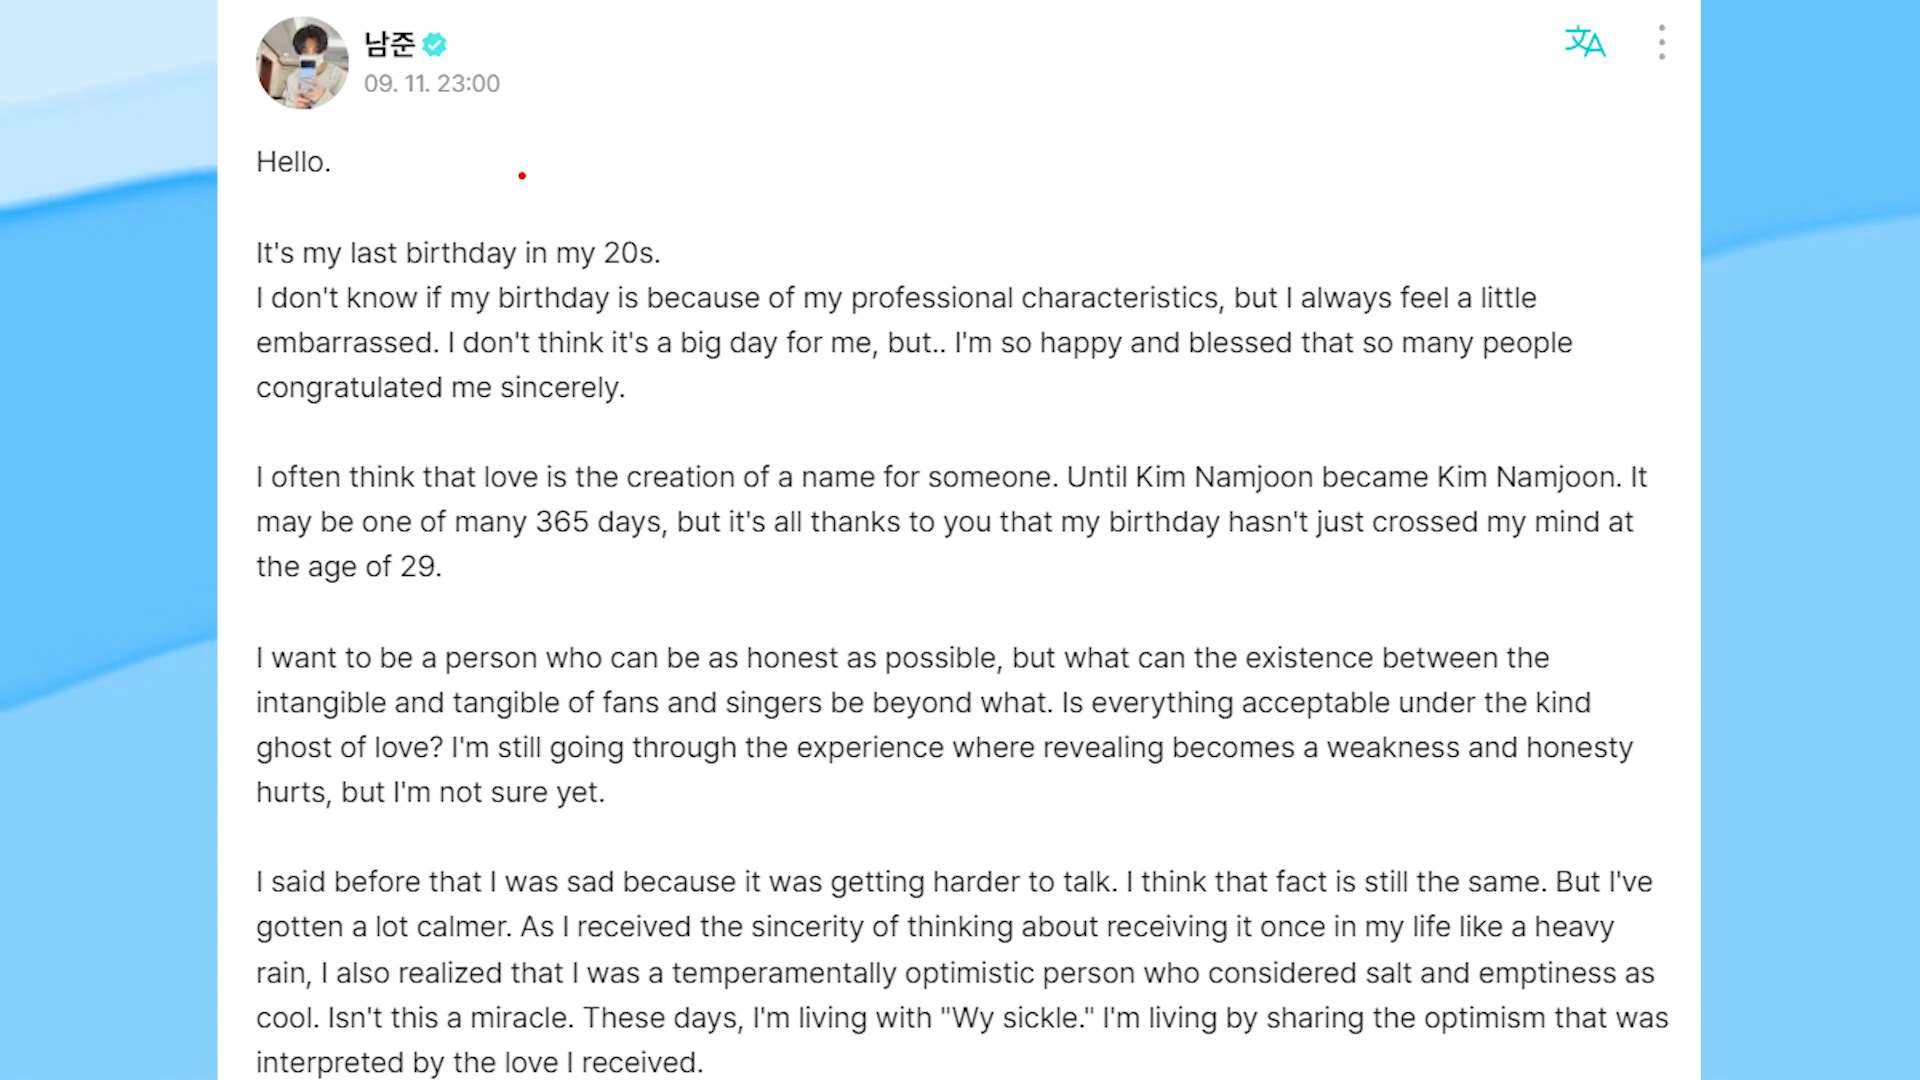 남준
09. 11. 23:00
Hello.
It's my last birthday in my 20s.
I don't know if my birthday is because of my professional characteristics, but I always feel a little
embarrassed. I don't think it's a big day for me, but.. I'm so happy and blessed that so many people
congratulated me sincerely.
I often think that love is the creation of a name for someone. Until Kim Namjoon became Kim Namjoon. It
may be one of many 365 days, but it's all thanks to you that my birthday hasn't just crossed my mind at
the age of 29.
I want to be a person who can be as honest as possible, but what can the existence between the
intangible and tangible of fans and singers be beyond what. Is everything acceptable under the kind
ghost of love? I'm still going through the experience where revealing becomes a weakness and honesty
hurts, but I'm not sure yet.
I said before that I was sad because it was getting harder to talk. I think that fact is still the same. But I've
gotten a lot calmer. As I received the sincerity of thinking about receiving it once in my life like a heavy
rain, I also realized that I was a temperamentally optimistic person who considered salt and emptiness as
cool. Isn't this a miracle. These days, I'm living with "Wy sickle." I'm living by sharing the optimism that was
interpreted by the love I received.